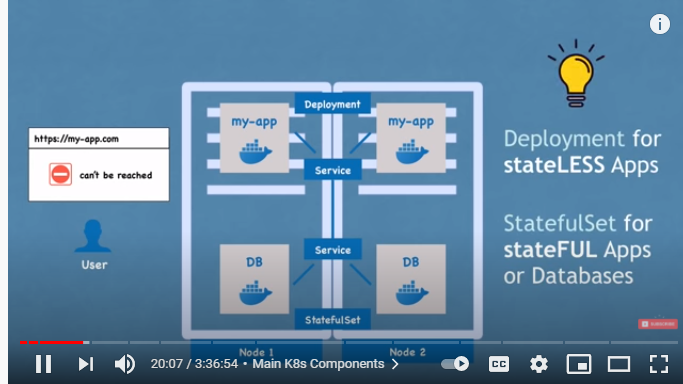 Deployment
my-app
my-app
https://my-app.com
can't be reached
Service
User
Service
DB
DB
StatefulSet
Node 1
Node 2
Deployment for
stateLESS Apps
StatefulSet for
stateFUL Apps
or Databases
SUBSCRIBE
20:07 / 3:36:54 • Main K8s Components
CC